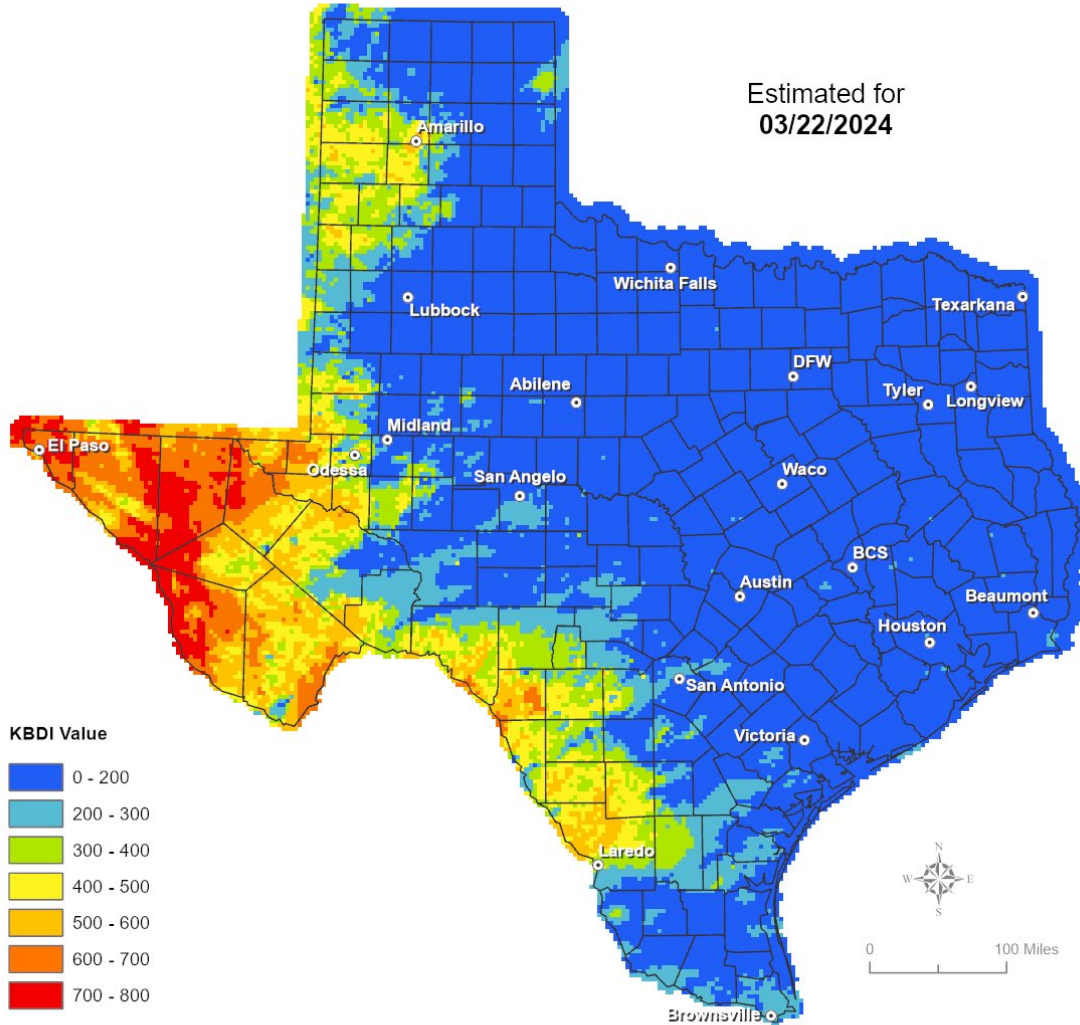 Estimated for
03/22/2024
Amarillo
Wichita Falls
Lubbock
Texarkana
DFW
Abilene
Tyler
Longview
Midland
El Paso
Odessa
San Angelo
Waco
BCS
Austin
Beaumont
Houston
San Antonio
Victoria
KBDI Value
0 - 200
200 - 300
300 - 400
400 - 500
500 - 600
600 - 700
700 - 800
Laredo
N
W E
S
0 100 Miles
Brownsville